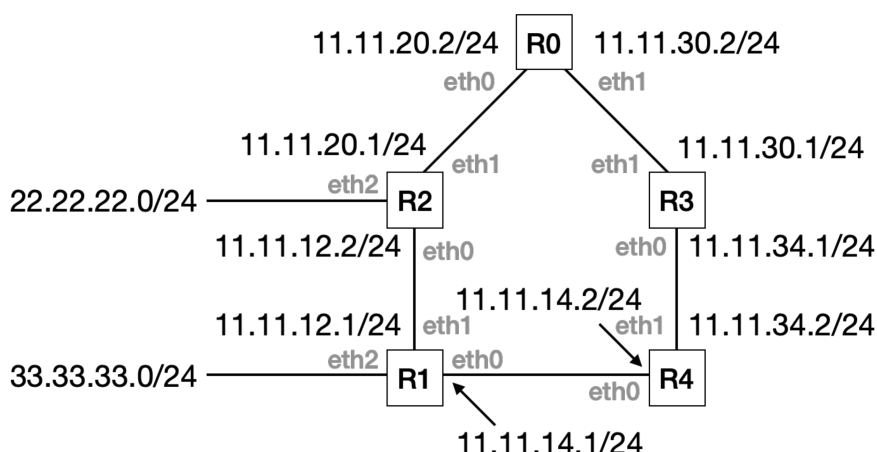 11.11.20.2/24 R0 11.11.30.2/24
eth0 eth1
11.11.20.1/24 11.11.30.1/24
eth1 eth1
eth2
22.22.22.0/24 R2 R3
11.11.12.2/24 eth0 eth0 11.11.34.1/24
11.11.14.2/24
11.11.12.1/24 eth1 eth1 11.11.34.2/24
eth2 eth0
33.33.33.0/24 R1 R4
eth0
11.11.14.1/24